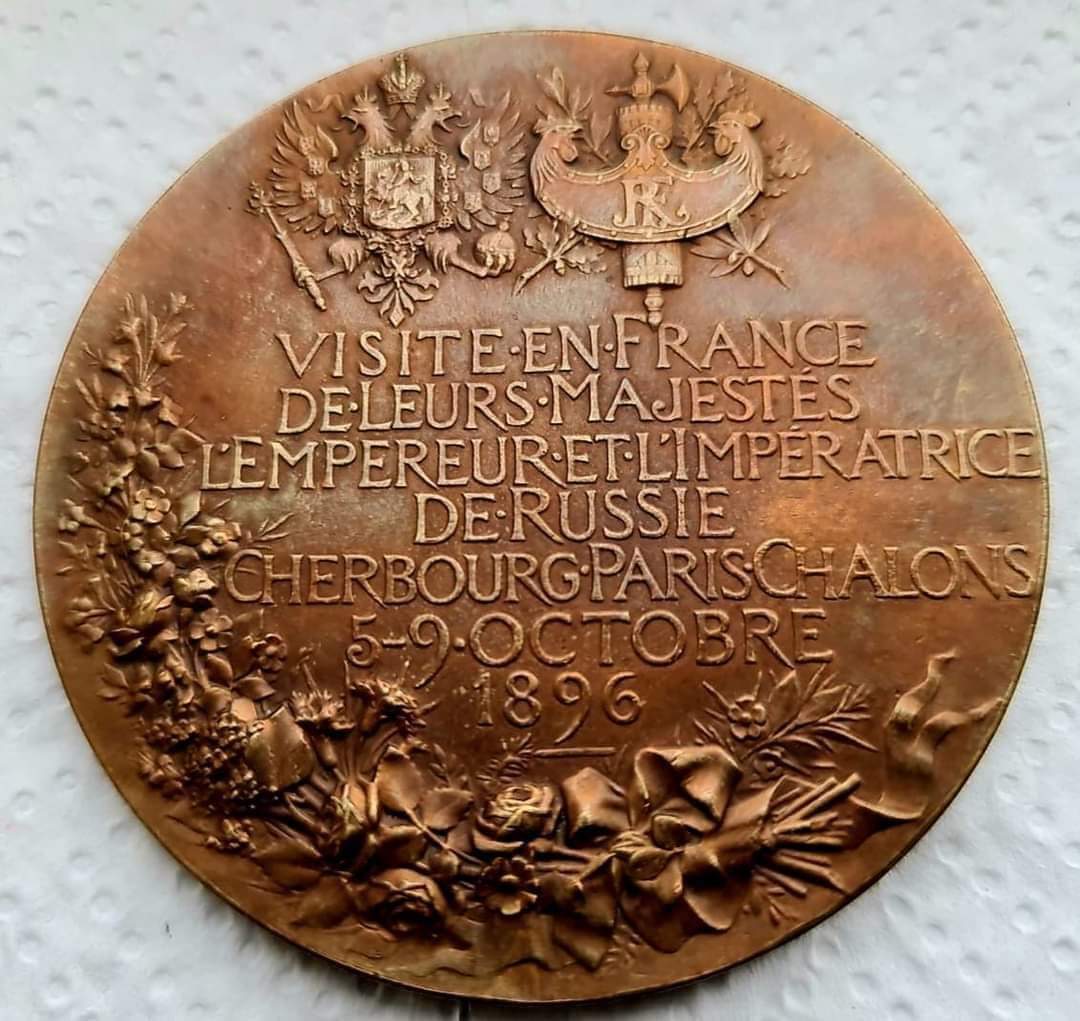 RF
VISITE·EN·FRANCE
DE·LEURS·MAJESTÉS
L'EMPEREUR·ET·L'IMPÉRATRICE
DE·RUSSIE
CHERBOURG·PARIS·CHALONS
5-9·OCTOBRE
1896